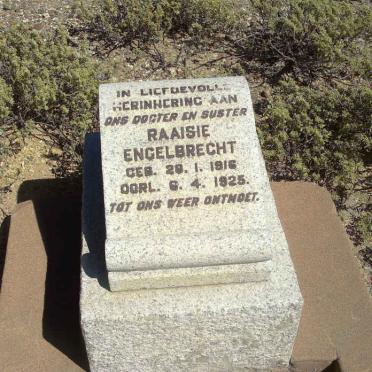 IN LIEFDEVOLLE
HERINNERING AAN
ONS DOGTER EN SUSTER
RAAISIE
ENGELBRECHT
GEB. 28. 1. 1916
OORL. 6. 4. 1925.
TOT ONS WEER ONTMOET.